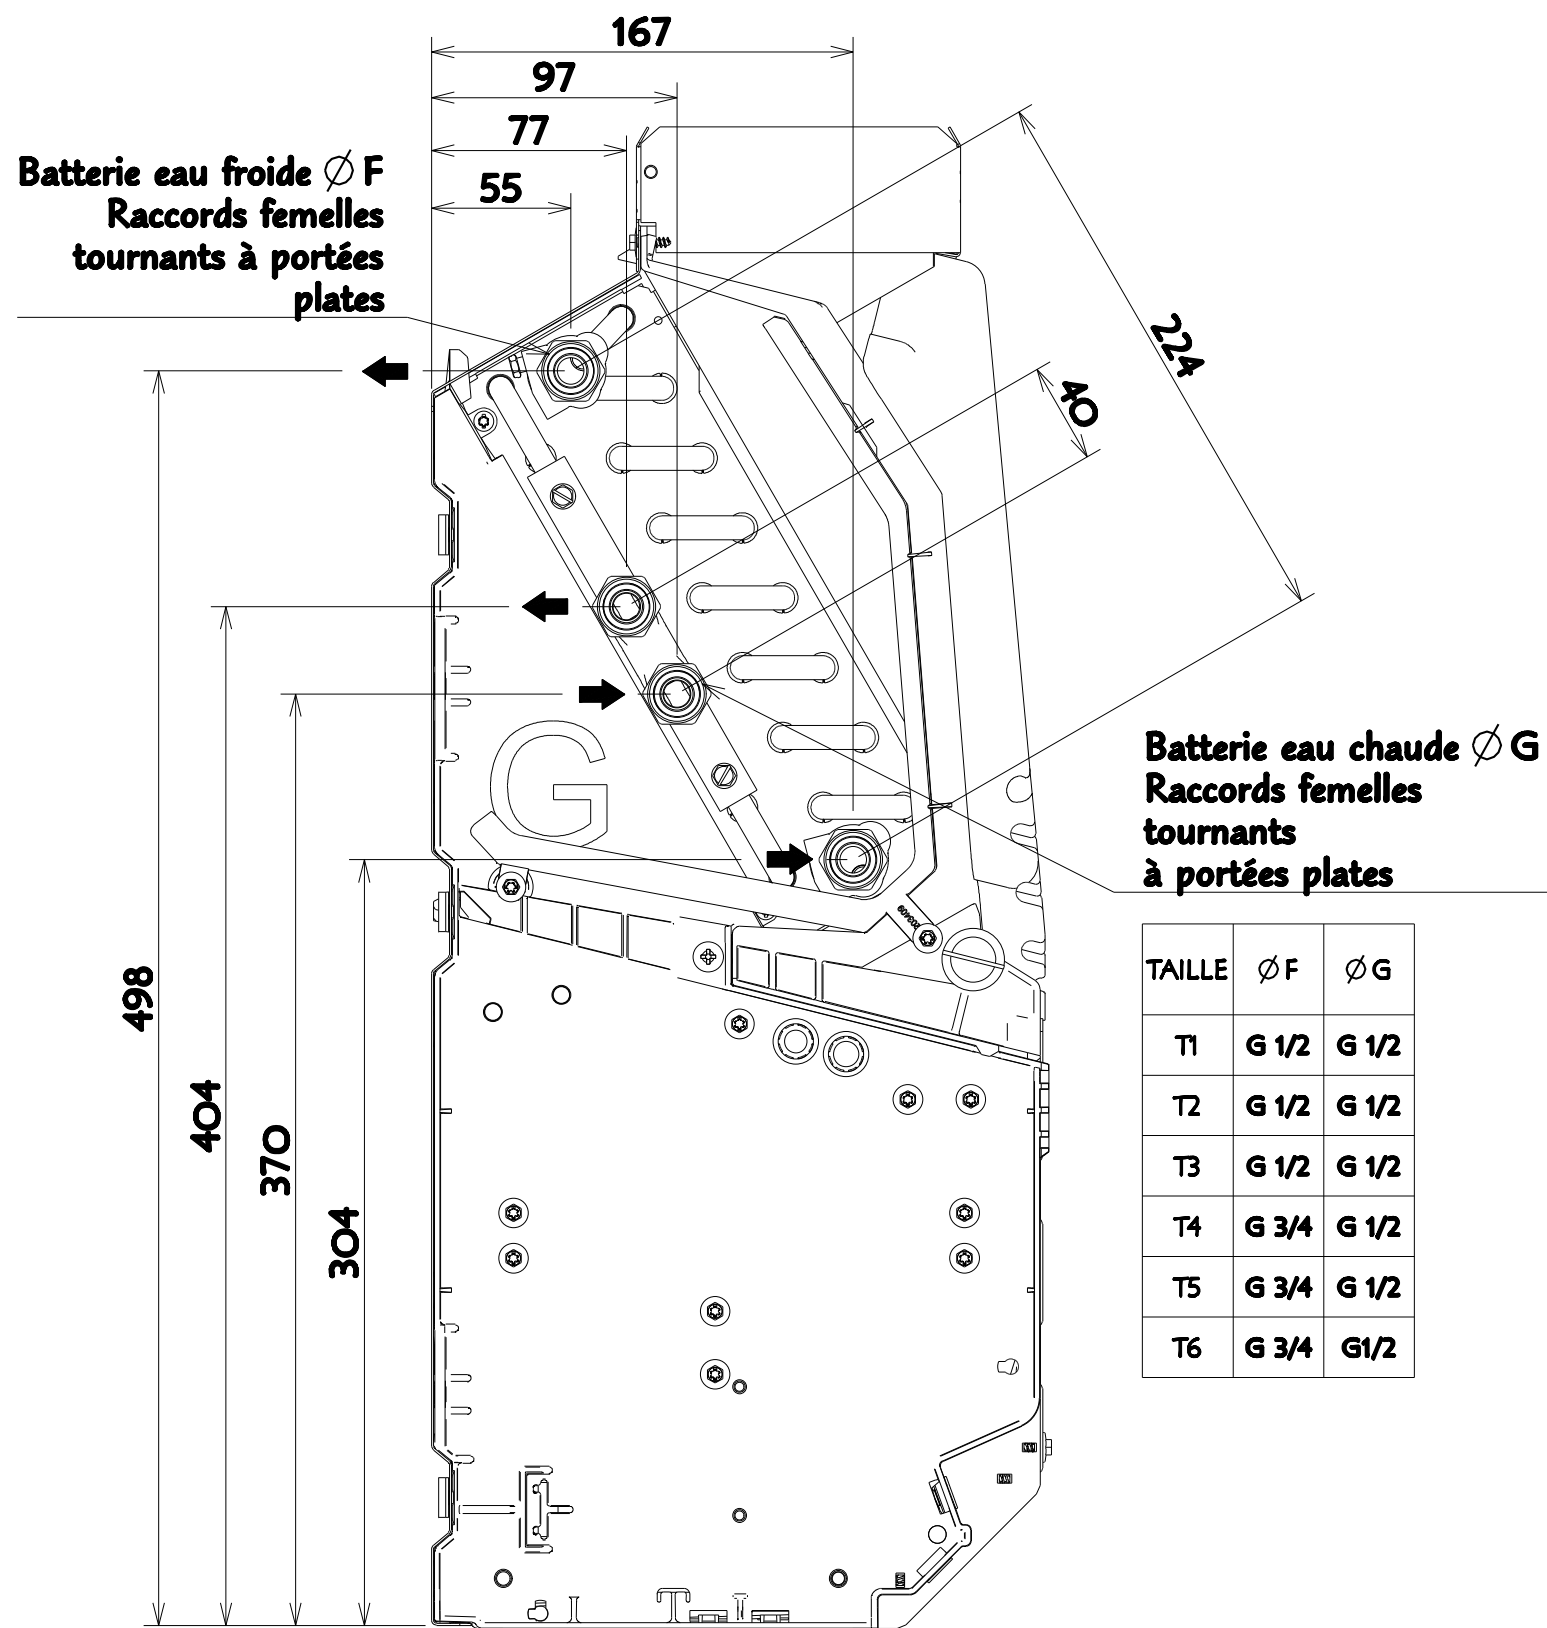 167
97
77
55
Batterie eau froide Ø F
Raccords femelles
tournants à portées
plates
224
40
G
Batterie eau chaude Ø G
Raccords femelles
tournants
à portées plates
203409
498
404
370
304
TAILLE Ø F Ø G
T1 G 1/2 G 1/2
T2 G 1/2 G 1/2
T3 G 1/2 G 1/2
T4 G 3/4 G 1/2
T5 G 3/4 G 1/2
T6 G 3/4 G1/2